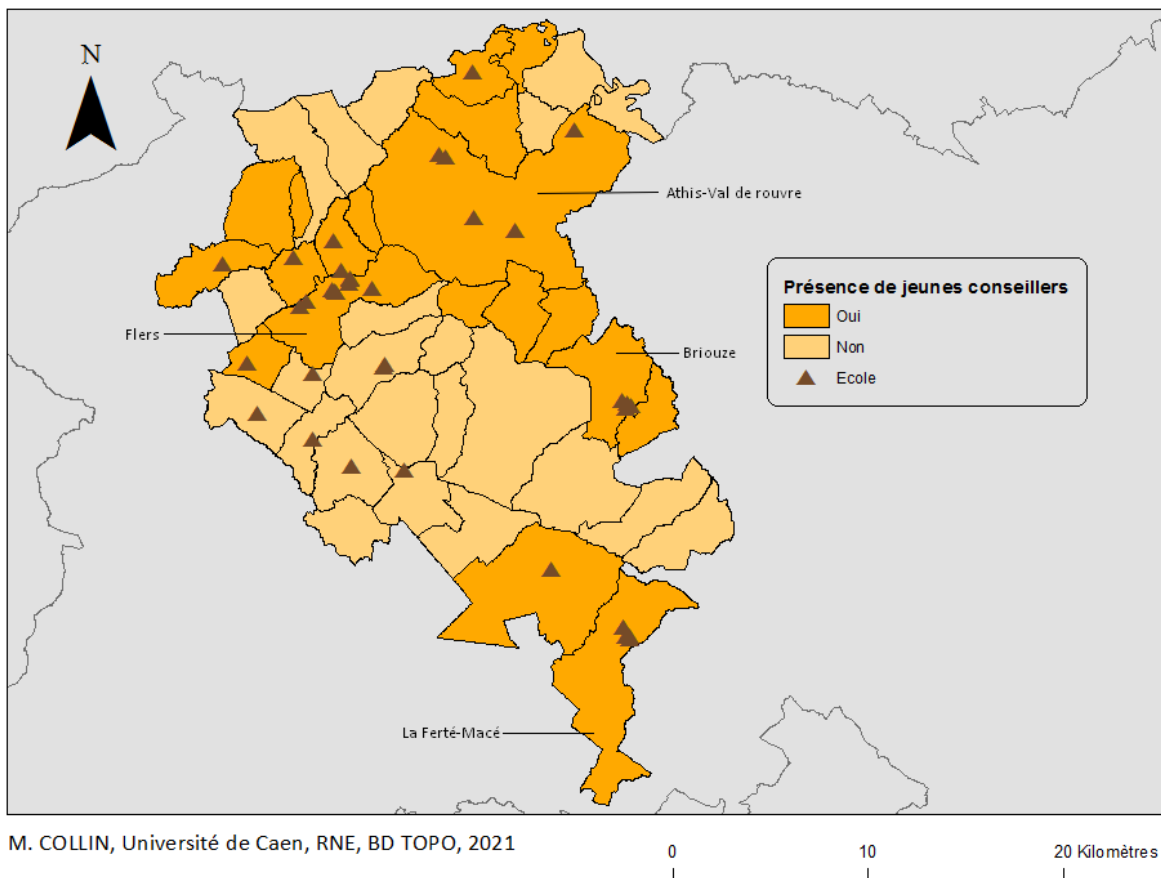 N
Athis-Val de rouvre
Présence de jeunes conseillers
Oui
Flers
Non
Briouze
Ecole
La Ferté-Macé
M. COLLIN, Université de Caen, RNE, BD TOPO, 2021
0 10 20 Kilomètres